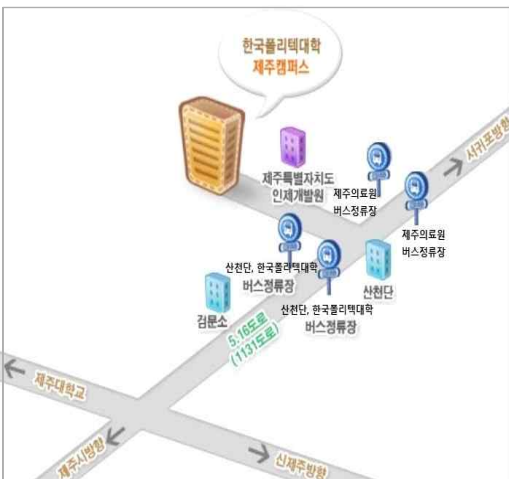 한국폴리텍대학
제주캠퍼스
제주특별자치도
인재개발원
서귀포방향
제주의료원
버스정류장
제주의료원
버스정류장
산천단, 한국폴리텍대학
버스정류장
산천단
검문소
산천단, 한국폴리텍대학
버스정류장
5.16도로
(1131도로)
제주대학교
제주시방향
신제주방향